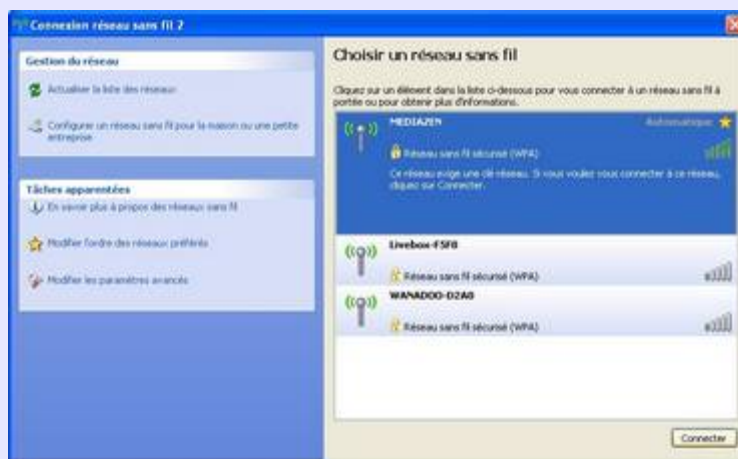 Connexion réseau sans fil 2
Gestion du réseau
Actualiser la liste des réseaux
Configurer un réseau sans fil pour la maison ou une petite
entreprise
Tâches apparentées
En savoir plus à propos des réseaux sans fil
Modifier l'ordre des réseaux préférés
Modifier les paramètres avancés
Choisir un réseau sans fil
Cliquez sur un élément dans la liste ci-dessous pour vous connecter à un réseau sans fil à
portée ou pour obtenir plus d'informations.
MEDIAZEN
Automatique
Réseau sans fil sécurisé (WPA)
Ce réseau exige une clé réseau. Si vous voulez vous connecter à ce réseau,
cliquez sur Connecter.
Livebox-F5F0
Réseau sans fil sécurisé (WPA)
WANADOO-D2A0
Réseau sans fil sécurisé (WPA)
Connecter